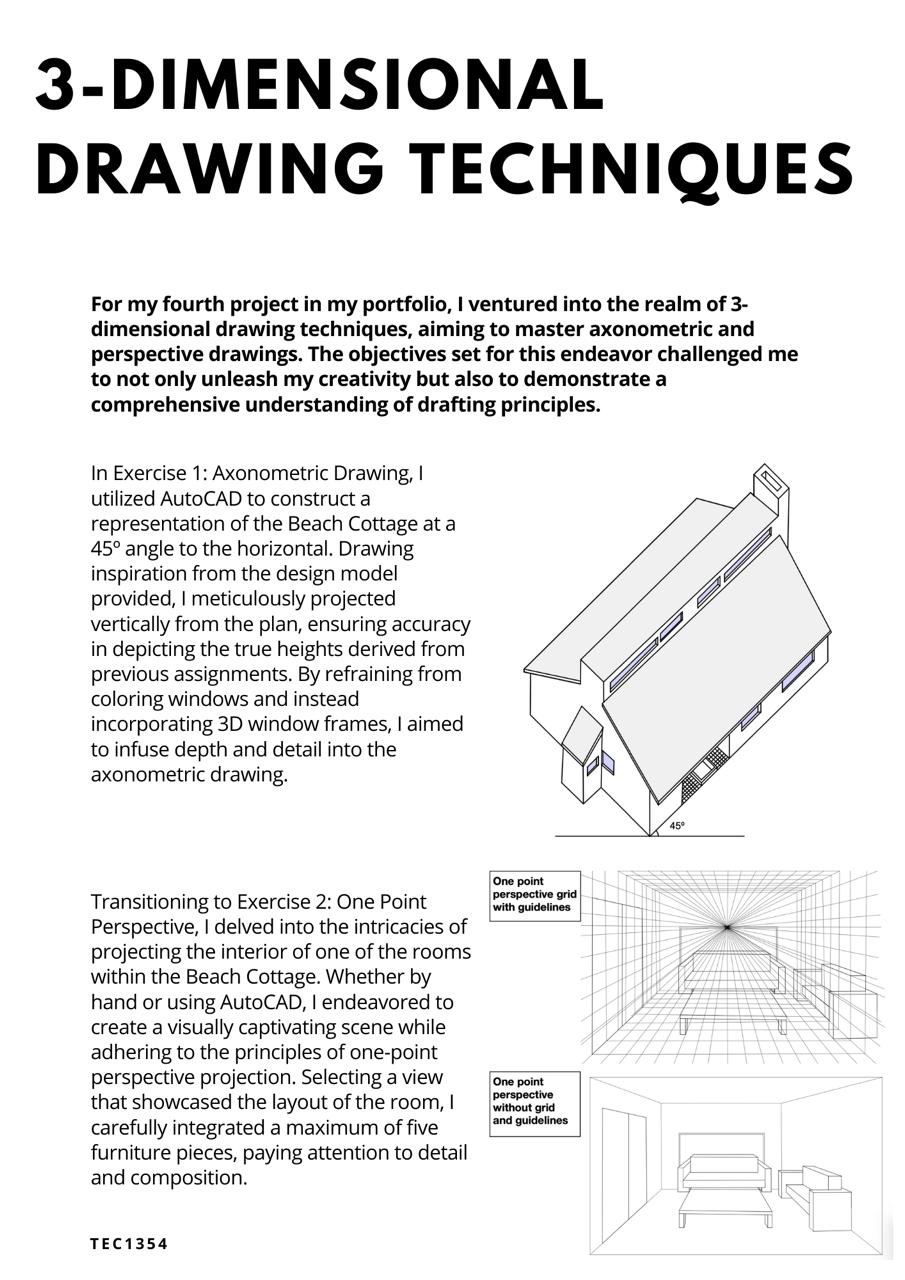 3-DIMENSIONAL
DRAWING TECHNIQUES
For my fourth project in my portfolio, I ventured into the realm of 3-
dimensional drawing techniques, aiming to master axonometric and
perspective drawings. The objectives set for this endeavor challenged me
to not only unleash my creativity but also to demonstrate a
comprehensive understanding of drafting principles.
In Exercise 1: Axonometric Drawing, I
utilized AutoCAD to construct a
representation of the Beach Cottage at a
45º angle to the horizontal. Drawing
inspiration from the design model
provided, I meticulously projected
vertically from the plan, ensuring accuracy
in depicting the true heights derived from
previous assignments. By refraining from
coloring windows and instead
incorporating 3D window frames, I aimed
to infuse depth and detail into the
axonometric drawing.
45º
Transitioning to Exercise 2: One Point
Perspective, I delved into the intricacies of
projecting the interior of one of the rooms
within the Beach Cottage. Whether by
hand or using AutoCAD, I endeavored to
create a visually captivating scene while
adhering to the principles of one-point
perspective projection. Selecting a view
that showcased the layout of the room, I
carefully integrated a maximum of five
furniture pieces, paying attention to detail
and composition.
One point
perspective grid
with guidelines
One point
perspective
without grid
and guidelines
TEC1354